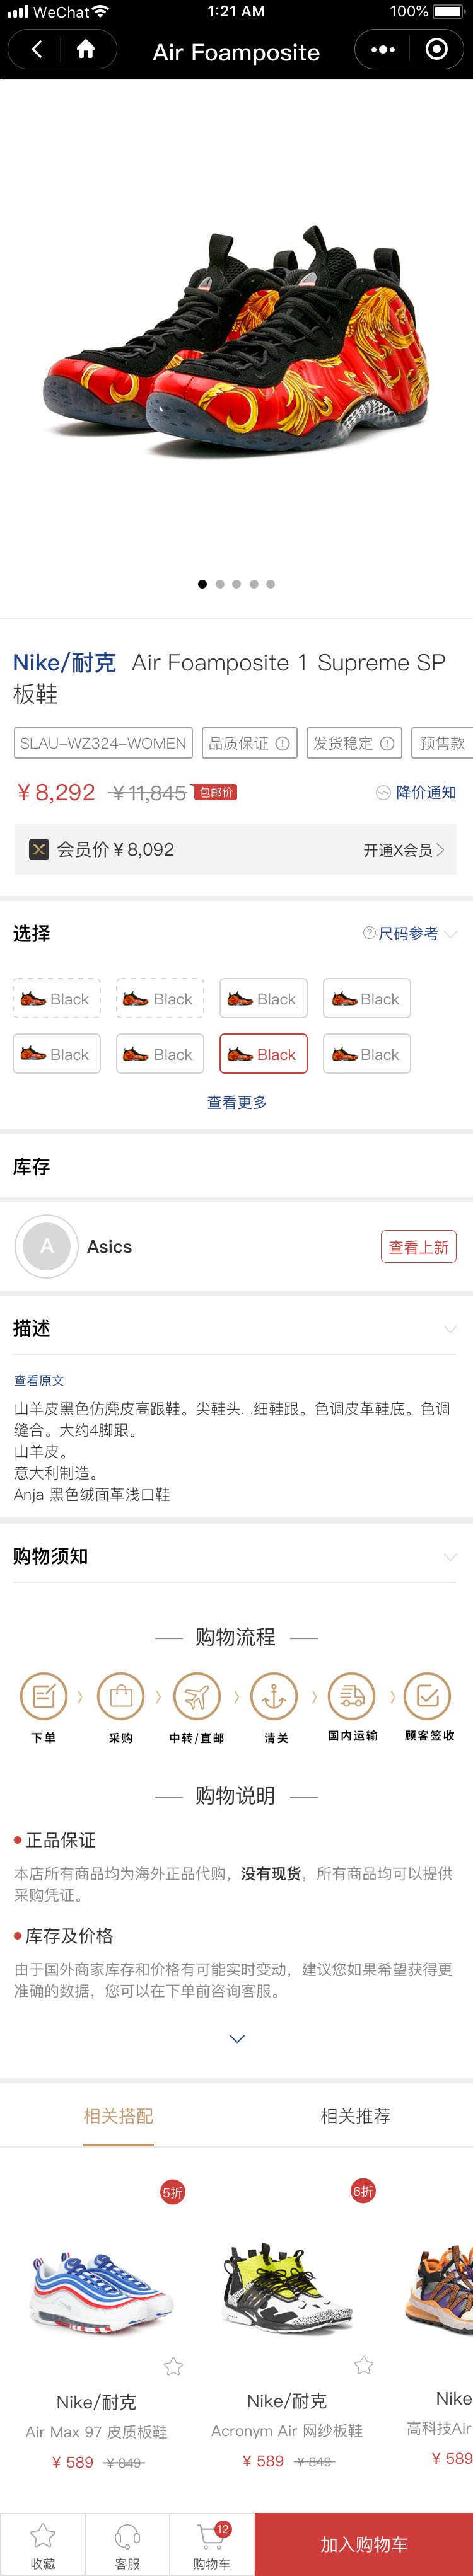 WeChat 1:21 AM 100%
Air Foamposite
Nike/耐克 Air Foamposite 1 Supreme SP
板鞋
SLAU-WZ324-WOMEN 品质保证 发货稳定 预售款
¥8,292 ¥11,845 包邮价 降价通知
会员价¥8,092 开通X会员
选择 尺码参考
Black Black Black Black
Black Black Black Black
查看更多
库存
A Asics 查看上新
描述
查看原文
山羊皮黑色仿麂皮高跟鞋。尖鞋头. .细鞋跟。色调皮革鞋底。色调
缝合。大约4脚跟。
山羊皮。
意大利制造。
Anja 黑色绒面革浅口鞋
购物须知
购物流程
下单 采购 中转/直邮 清关 国内运输 顾客签收
购物说明
正品保证
本店所有商品均为海外正品代购，没有现货，所有商品均可以提供
采购凭证。
库存及价格
由于国外商家库存和价格有可能实时变动，建议您如果希望获得更
准确的数据，您可以在下单前咨询客服。
相关搭配 相关推荐
5折 6折
Nike/耐克 Nike/耐克 Nike
Air Max 97 皮质板鞋 Acronym Air 网纱板鞋 高科技Air
¥ 589 ¥ 849 ¥ 589 ¥ 849 ¥ 589
收藏 客服 12 购物车 加入购物车